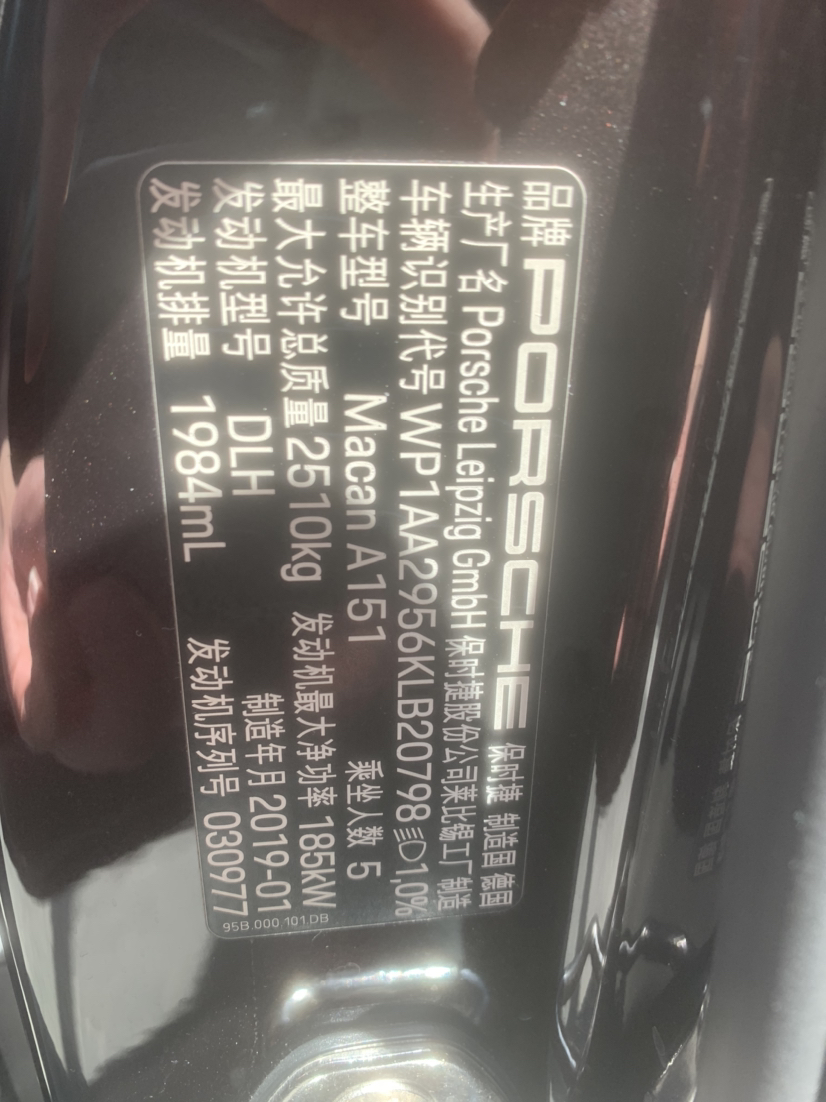 品牌 PORSCHE 保时捷 制造国 德国
生产厂名 Porsche Leipzig GmbH 保时捷股份公司莱比锡工厂 制造
车辆识别代号 WP1AA2956KLB20798 1,0%
整车型号 Macan A151 乘坐人数 5
最大允许总质量 2510kg 发动机最大净功率 185kW
发动机型号 DLH 制造年月 2019-01
发动机排量 1984mL 发动机序列号 030977
95B.000 101.DB